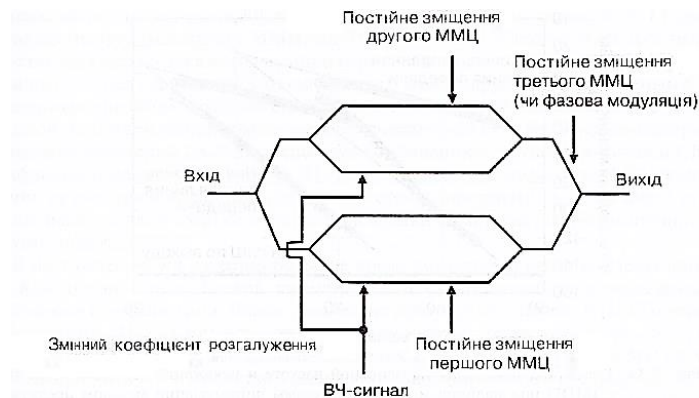 Постійне зміщення
другого ММЦ
Постійне зміщення
третього ММЦ
(чи фазова модуляція)
Вхід
Вихід
Змінний коефіцієнт розгалуження
Постійне зміщення
першого ММЦ
ВЧ-сигнал